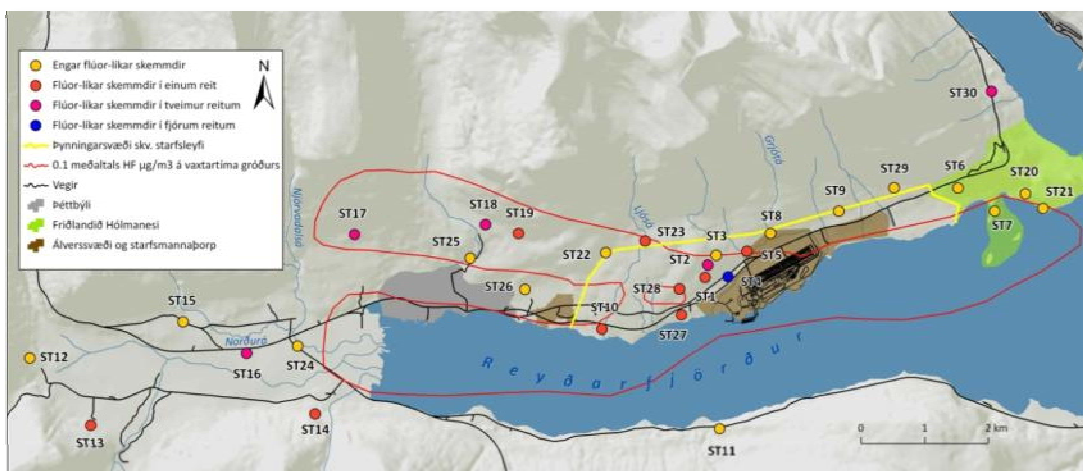 Engar flúor-líkar skemmdir
Flúor-líkar skemmdir í einum reit
Flúor-líkar skemmdir í tveimur reitum
Flúor-líkar skemmdir í fjórum reitum
Þynningarsvæði skv. starfsleyfi
0.1 meðaltals HF µg/m3 á vaxtartíma gróðurs
Vegir
Þéttbýli
Friðlandið Hólmanesi
Álverssvæði og starfsmannaþorp
N
ST30
Grjótá
ST29
ST6
ST20
ST21
Njörvadalsá
ST17
ST18
ST19
ST25
Ljósá
ST9
ST8
ST7
ST23
ST3
ST22
ST2
ST5
ST26
ST28
ST1
ST15
ST10
ST27
Norðurá
ST12
ST16
ST24
Reyðarfjörður
ST13
ST14
ST11
0 1 2 km